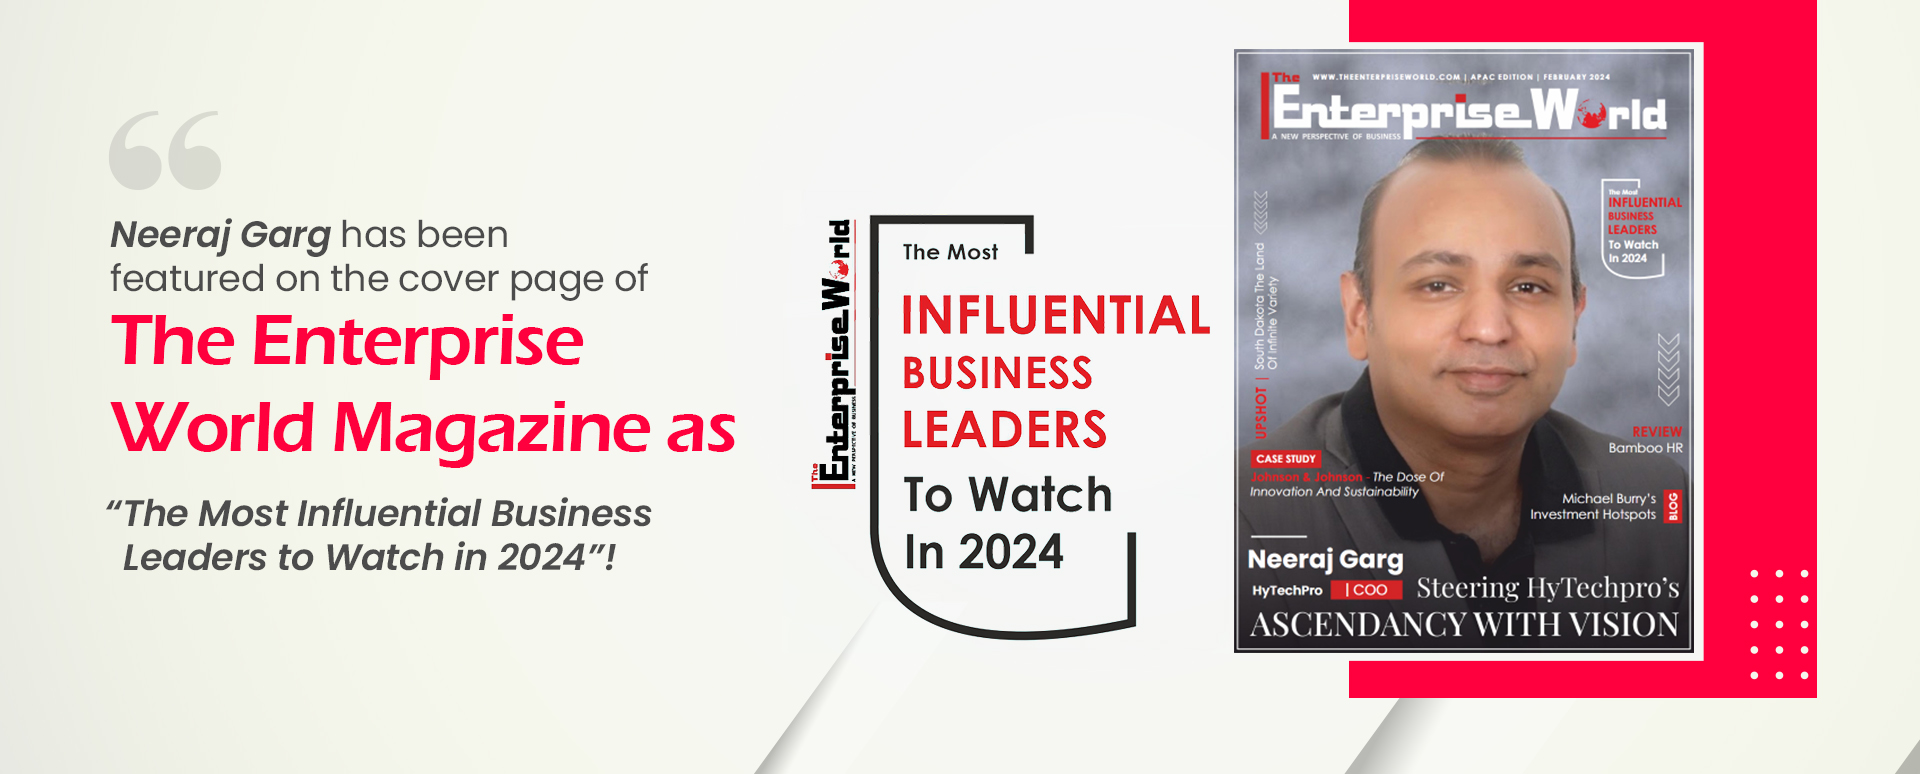 Neeraj Garg has been
featured on the cover page of
The Enterprise
World Magazine as
“The Most Influential Business
Leaders to Watch in 2024”!
The
Enterprise World
A NEW PERSPECTIVE OF BUSINESS
The Most
INFLUENTIAL
BUSINESS
LEADERS
To Watch
In 2024
The
WWW.THEENTERPRISEWORLD.COM | APAC EDITION | FEBRUARY 2024
Enterprise World
A NEW PERSPECTIVE OF BUSINESS
The Most
INFLUENTIAL
BUSINESS
LEADERS
To Watch
In 2024
UPSHOT | South Dakota The Land
Of Infinite Variety
REVIEW
Bamboo HR
CASE STUDY
Johnson & Johnson - The Dose Of
Innovation And Sustainability
Michael Burry’s
Investment Hotspots
BLOG
Neeraj Garg
HyTechPro | COO
Steering HyTechpro’s
ASCENDANCY WITH VISION